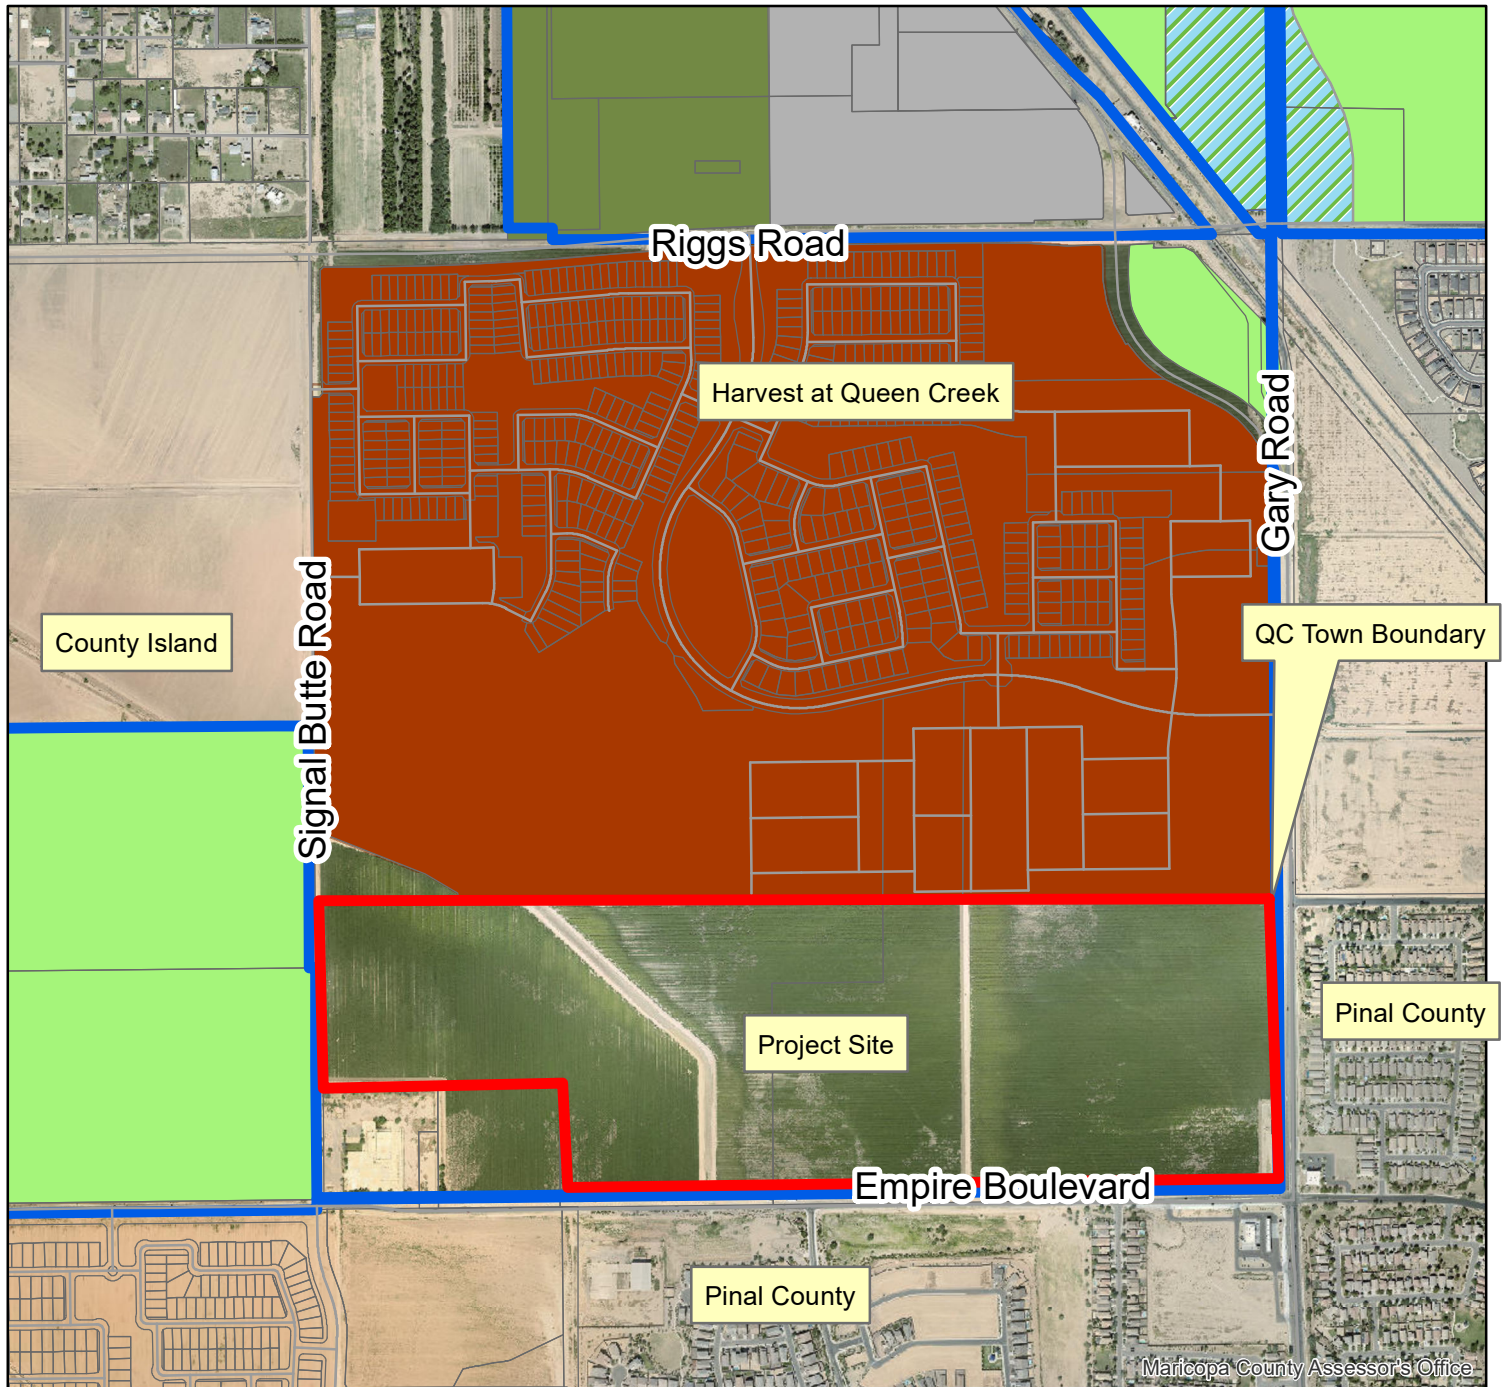 Riggs Road
Harvest at Queen Creek
Gary Road
Signal Butte Road
County Island
QC Town Boundary
Project Site
Pinal County
Empire Boulevard
Pinal County
Maricopa County Assessor's Office